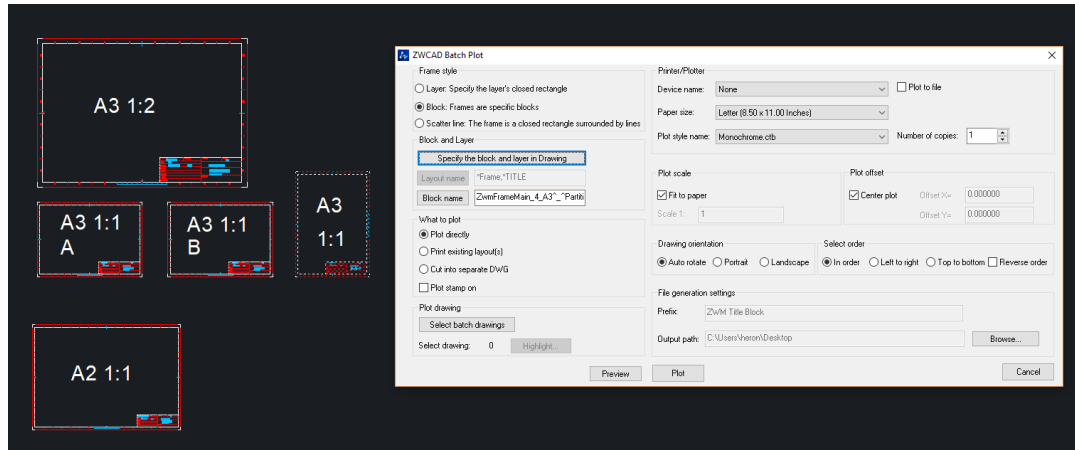 A3 1:2
A3 1:1
A
A3 1:1
B
A3
1:1
A2 1:1
ZWCAD Batch Plot
Frame style
Layer: Specify the layer's closed rectangle
Block: Frames are specific blocks
Scatter line: The frame is a closed rectangle surrounded by lines
Block and Layer
Specify the block and layer in Drawing
Layout name *Frame,*TITLE
Block name ZwmFrameMain_4_A3^_^Partiti
What to plot
Plot directly
Print existing layout(s)
Cut into separate DWG
Plot stamp on
Plot drawing
Select batch drawings
Select drawing: 0 Highlight...
Printer/Plotter
Device name: None Plot to file
Paper size: Letter (8.50 x 11.00 Inches)
Plot style name: Monochrome.ctb Number of copies: 1
Plot scale
Fit to paper
Scale 1: 1
Plot offset
Center plot Offset X= 0.000000
Offset Y= 0.000000
Drawing orientation
Auto rotate Portrait Landscape
Select order
In order Left to right Top to bottom Reverse order
File generation settings
Prefix: ZWM Title Block
Output path: C:\Users\heron\Desktop Browse...
Preview Plot Cancel